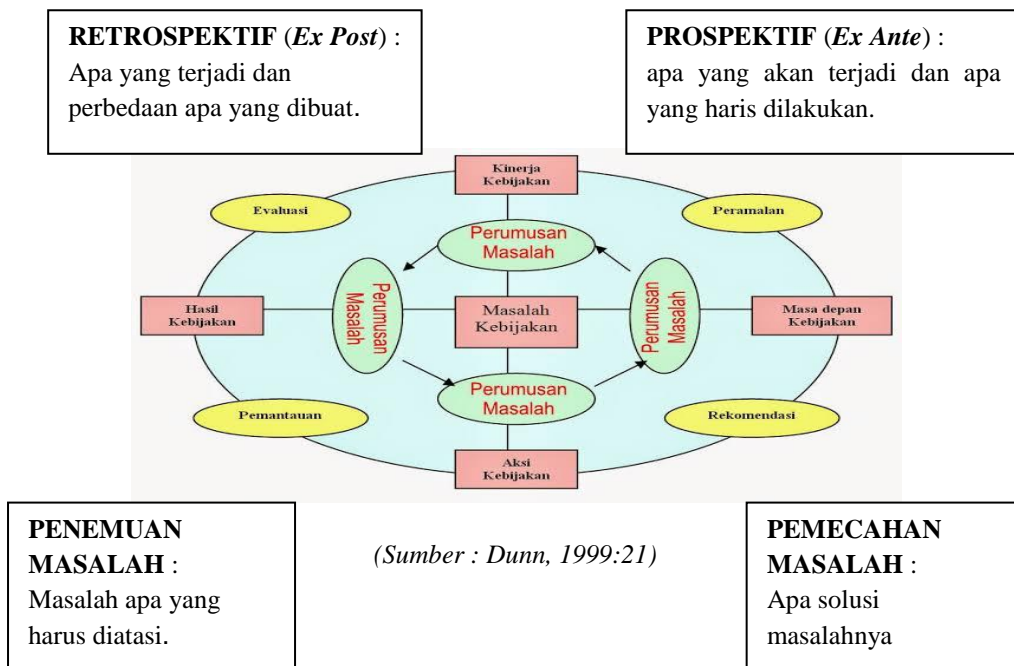 RETROSPEKTIF (Ex Post) :
Apa yang terjadi dan
perbedaan apa yang dibuat.
PROSPEKTIF (Ex Ante) :
apa yang akan terjadi dan apa
yang haris dilakukan.
Kinerja
Kebijakan
Evaluasi
Peramalan
Perumusan
Masalah
Hasil
Kebijakan
Perumusan
Masalah
Masalah
Kebijakan
Perumusan
Masalah
Masa depan
Kebijakan
Perumusan
Masalah
Pemantauan
Rekomendasi
Aksi
Kebijakan
PENEMUAN
MASALAH :
Masalah apa yang
harus diatasi.
(Sumber : Dunn, 1999:21)
PEMECAHAN
MASALAH :
Apa solusi
masalahnya